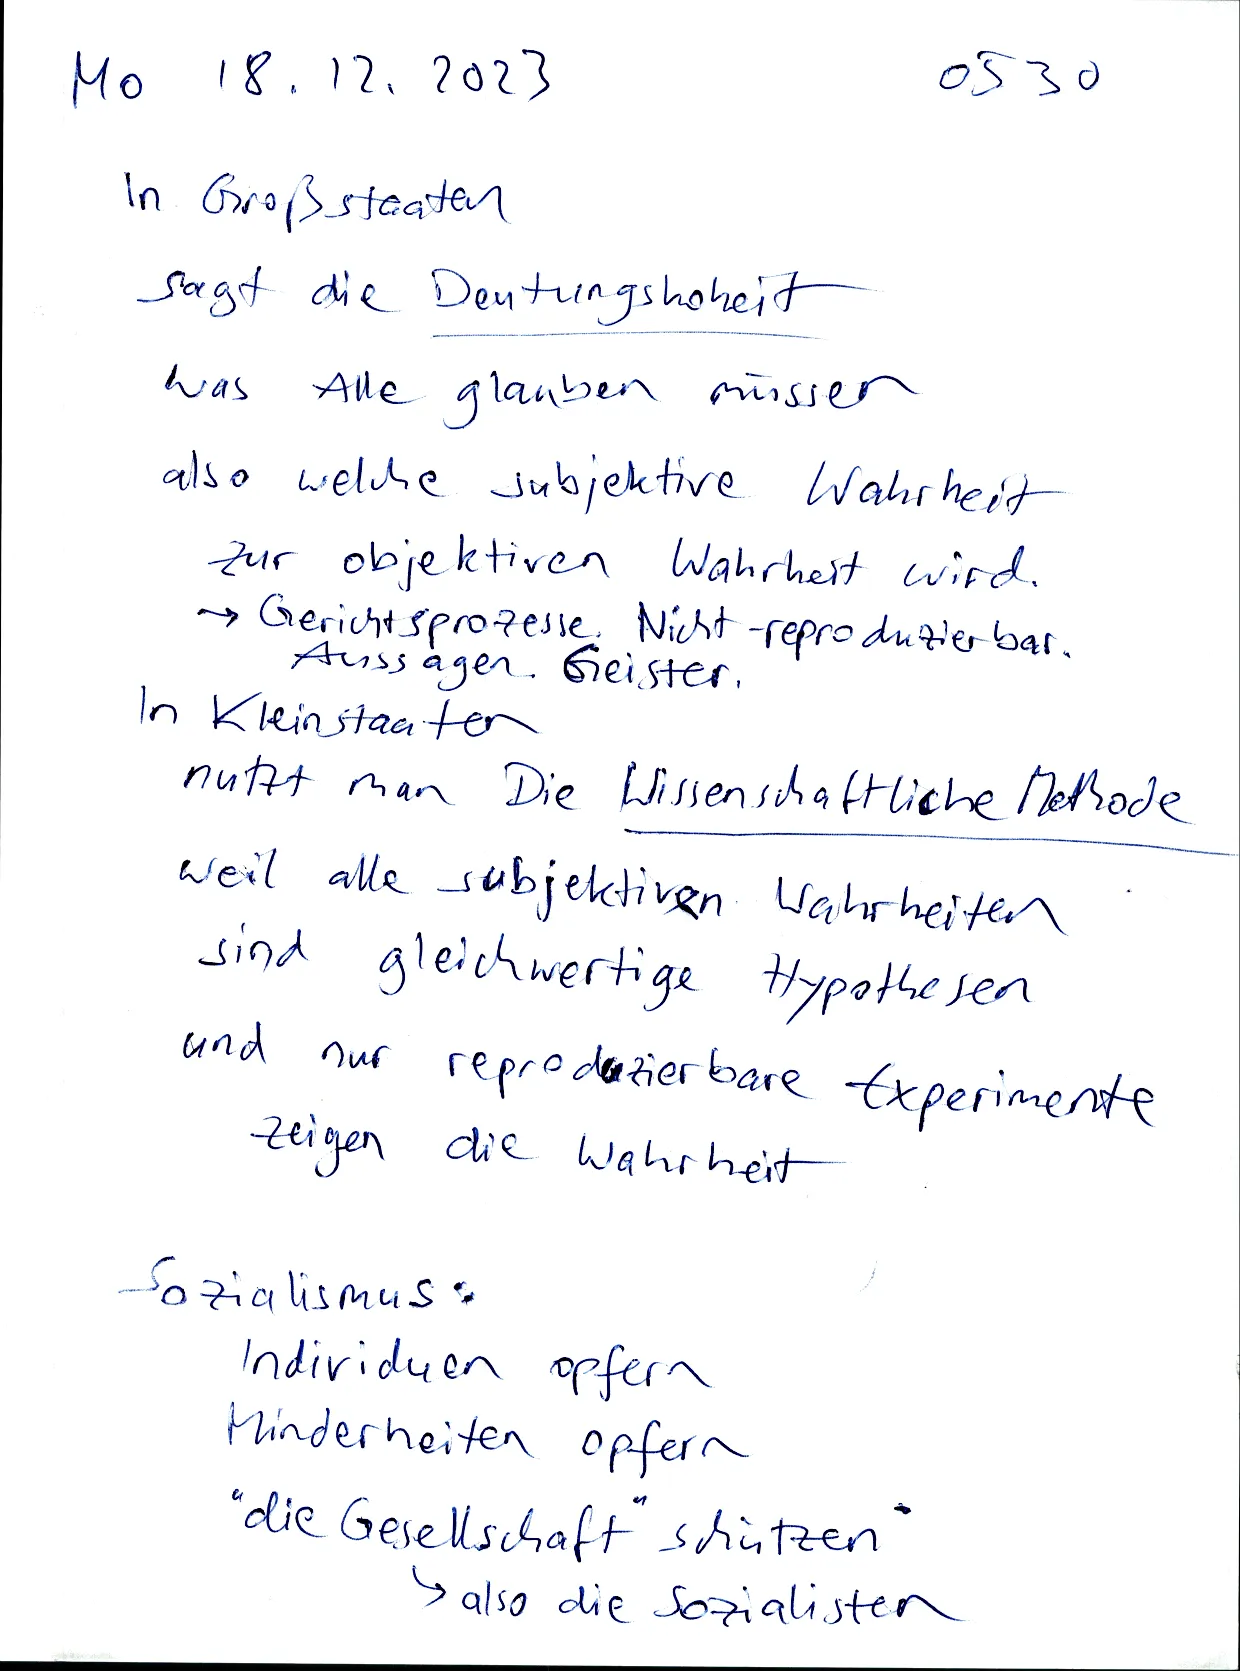 Mo 18.12.2023 0530
In Großstaaten
sagt die Deutungshoheit
was Alle glauben müssen
also welche subjektive Wahrheit
zur objektiven Wahrheit wird.
→ Gerichtsprozesse. Nicht-reproduzierbar.
Aussagen. Geister.
In Kleinstaaten
nutzt man Die Wissenschaftliche Methode
weil alle subjektiven Wahrheiten
sind gleichwertige Hypothesen
und nur reproduzierbare Experimente
zeigen die Wahrheit
Sozialismus:
Individuen opfern
Minderheiten opfern
"die Gesellschaft" schützen"
↳ also die Sozialisten